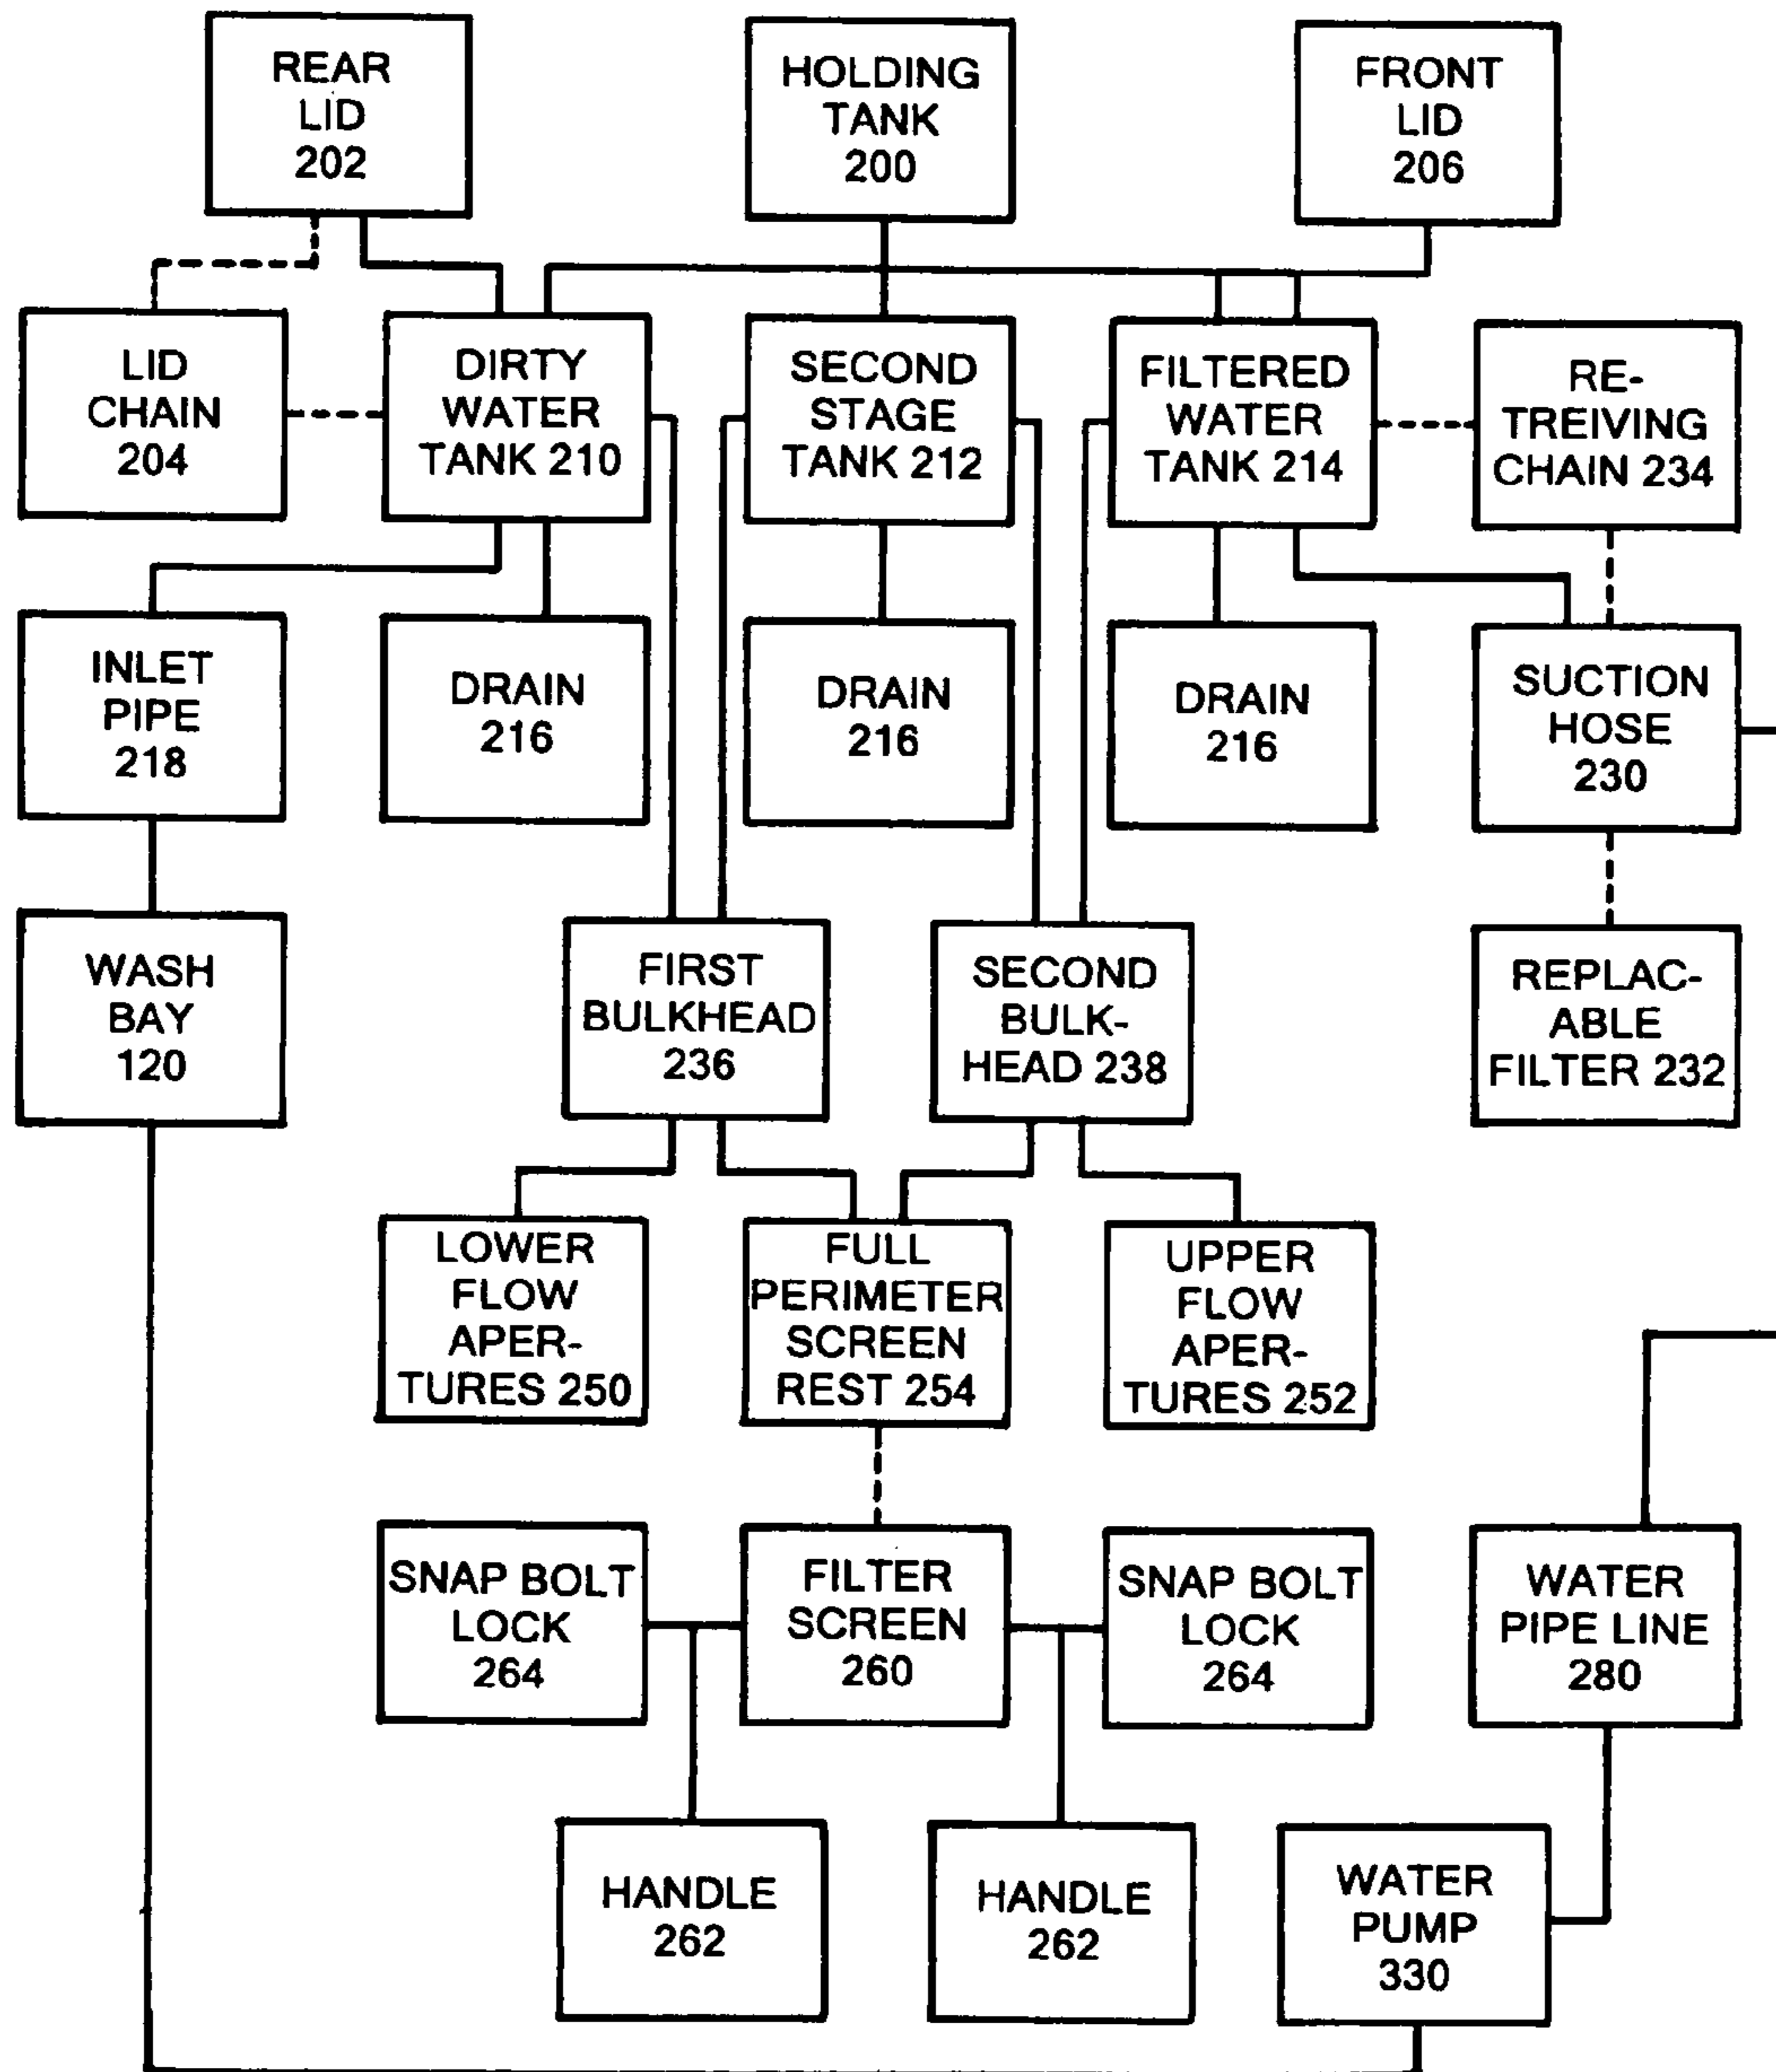 REAR
LID
202
HOLDING
TANK
200
FRONT
LID
206
LID
CHAIN
204
DIRTY
WATER
TANK 210
SECOND
STAGE
TANK 212
FILTERED
WATER
TANK 214
RE-
TREIVING
CHAIN 234
INLET
PIPE
218
DRAIN
216
DRAIN
216
DRAIN
216
SUCTION
HOSE
230
WASH
BAY
120
FIRST
BULKHEAD
236
SECOND
BULK-
HEAD 238
REPLAC-
ABLE
FILTER 232
LOWER
FLOW
APER-
TURES 250
FULL
PERIMETER
SCREEN
REST 254
UPPER
FLOW
APER-
TURES 252
SNAP BOLT
LOCK
264
FILTER
SCREEN
260
SNAP BOLT
LOCK
264
WATER
PIPE LINE
280
HANDLE
262
HANDLE
262
WATER
PUMP
330